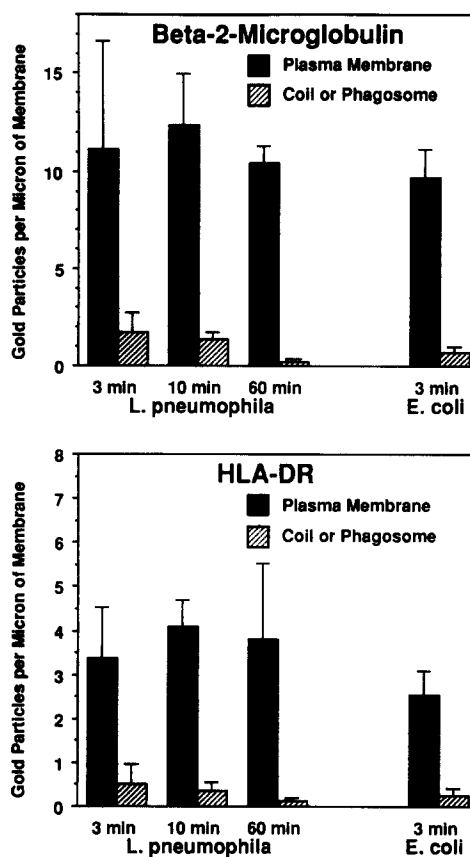 Beta-2-Microglobulin
Plasma Membrane
Coil or Phagosome
Gold Particles per Micron of Membrane
15
10
5
0
3 min 10 min 60 min 3 min
L. pneumophila E. coli
HLA-DR
Plasma Membrane
Coil or Phagosome
Gold Particles per Micron of Membrane
8
7
6
5
4
3
2
1
0
3 min 10 min 60 min 3 min
L. pneumophila E. coli